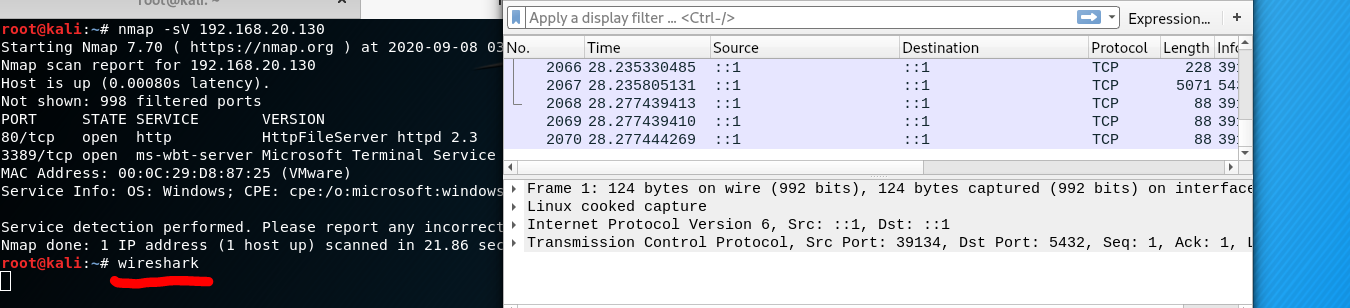 root@kali: ~
root@kali:~# nmap -sV 192.168.20.130
Starting Nmap 7.70 ( https://nmap.org ) at 2020-09-08 03
Nmap scan report for 192.168.20.130
Host is up (0.00080s latency).
Not shown: 998 filtered ports
PORT     STATE SERVICE       VERSION
80/tcp   open  http          HttpFileServer httpd 2.3
3389/tcp open  ms-wbt-server Microsoft Terminal Service
MAC Address: 00:0C:29:D8:87:25 (VMware)
Service Info: OS: Windows; CPE: cpe:/o:microsoft:windows
Service detection performed. Please report any incorrect
Nmap done: 1 IP address (1 host up) scanned in 21.86 sec
root@kali:~# wireshark
Apply a display filter ... <Ctrl-/> Expression... +
No. Time Source Destination Protocol Length Info
2066 28.235330485 ::1 ::1 TCP 228 39
2067 28.235805131 ::1 ::1 TCP 5071 54
2068 28.277439413 ::1 ::1 TCP 88 39
2069 28.277439410 ::1 ::1 TCP 88 39
2070 28.277444269 ::1 ::1 TCP 88 39
Frame 1: 124 bytes on wire (992 bits), 124 bytes captured (992 bits) on interface
Linux cooked capture
Internet Protocol Version 6, Src: ::1, Dst: ::1
Transmission Control Protocol, Src Port: 39134, Dst Port: 5432, Seq: 1, Ack: 1, L